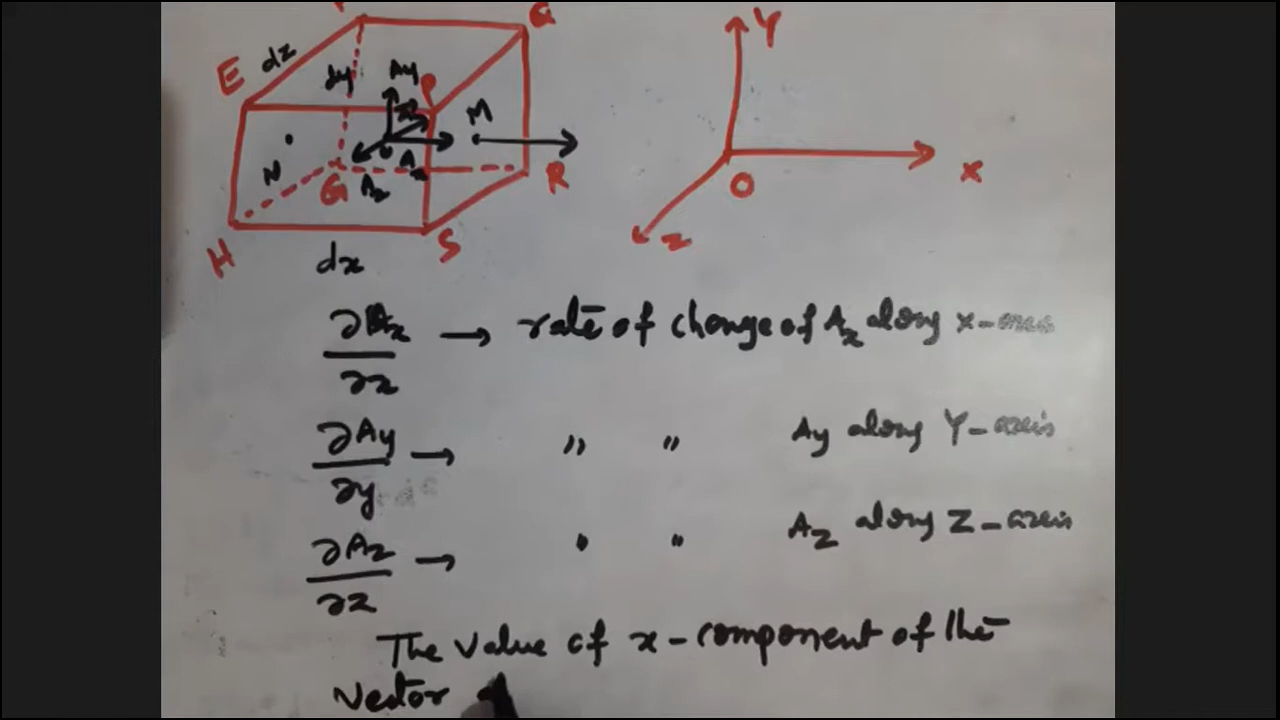 Q
Y
E dz
dy Ay P
M
N O Ax
G Az R
O X
Z
H S
dx
∂Ax/∂x → rate of change of Ax along x-axis
∂Ay/∂y → " " Ay along Y-axis
∂Az/∂z → " " Az along Z-axis
The value of x-component of the
vector